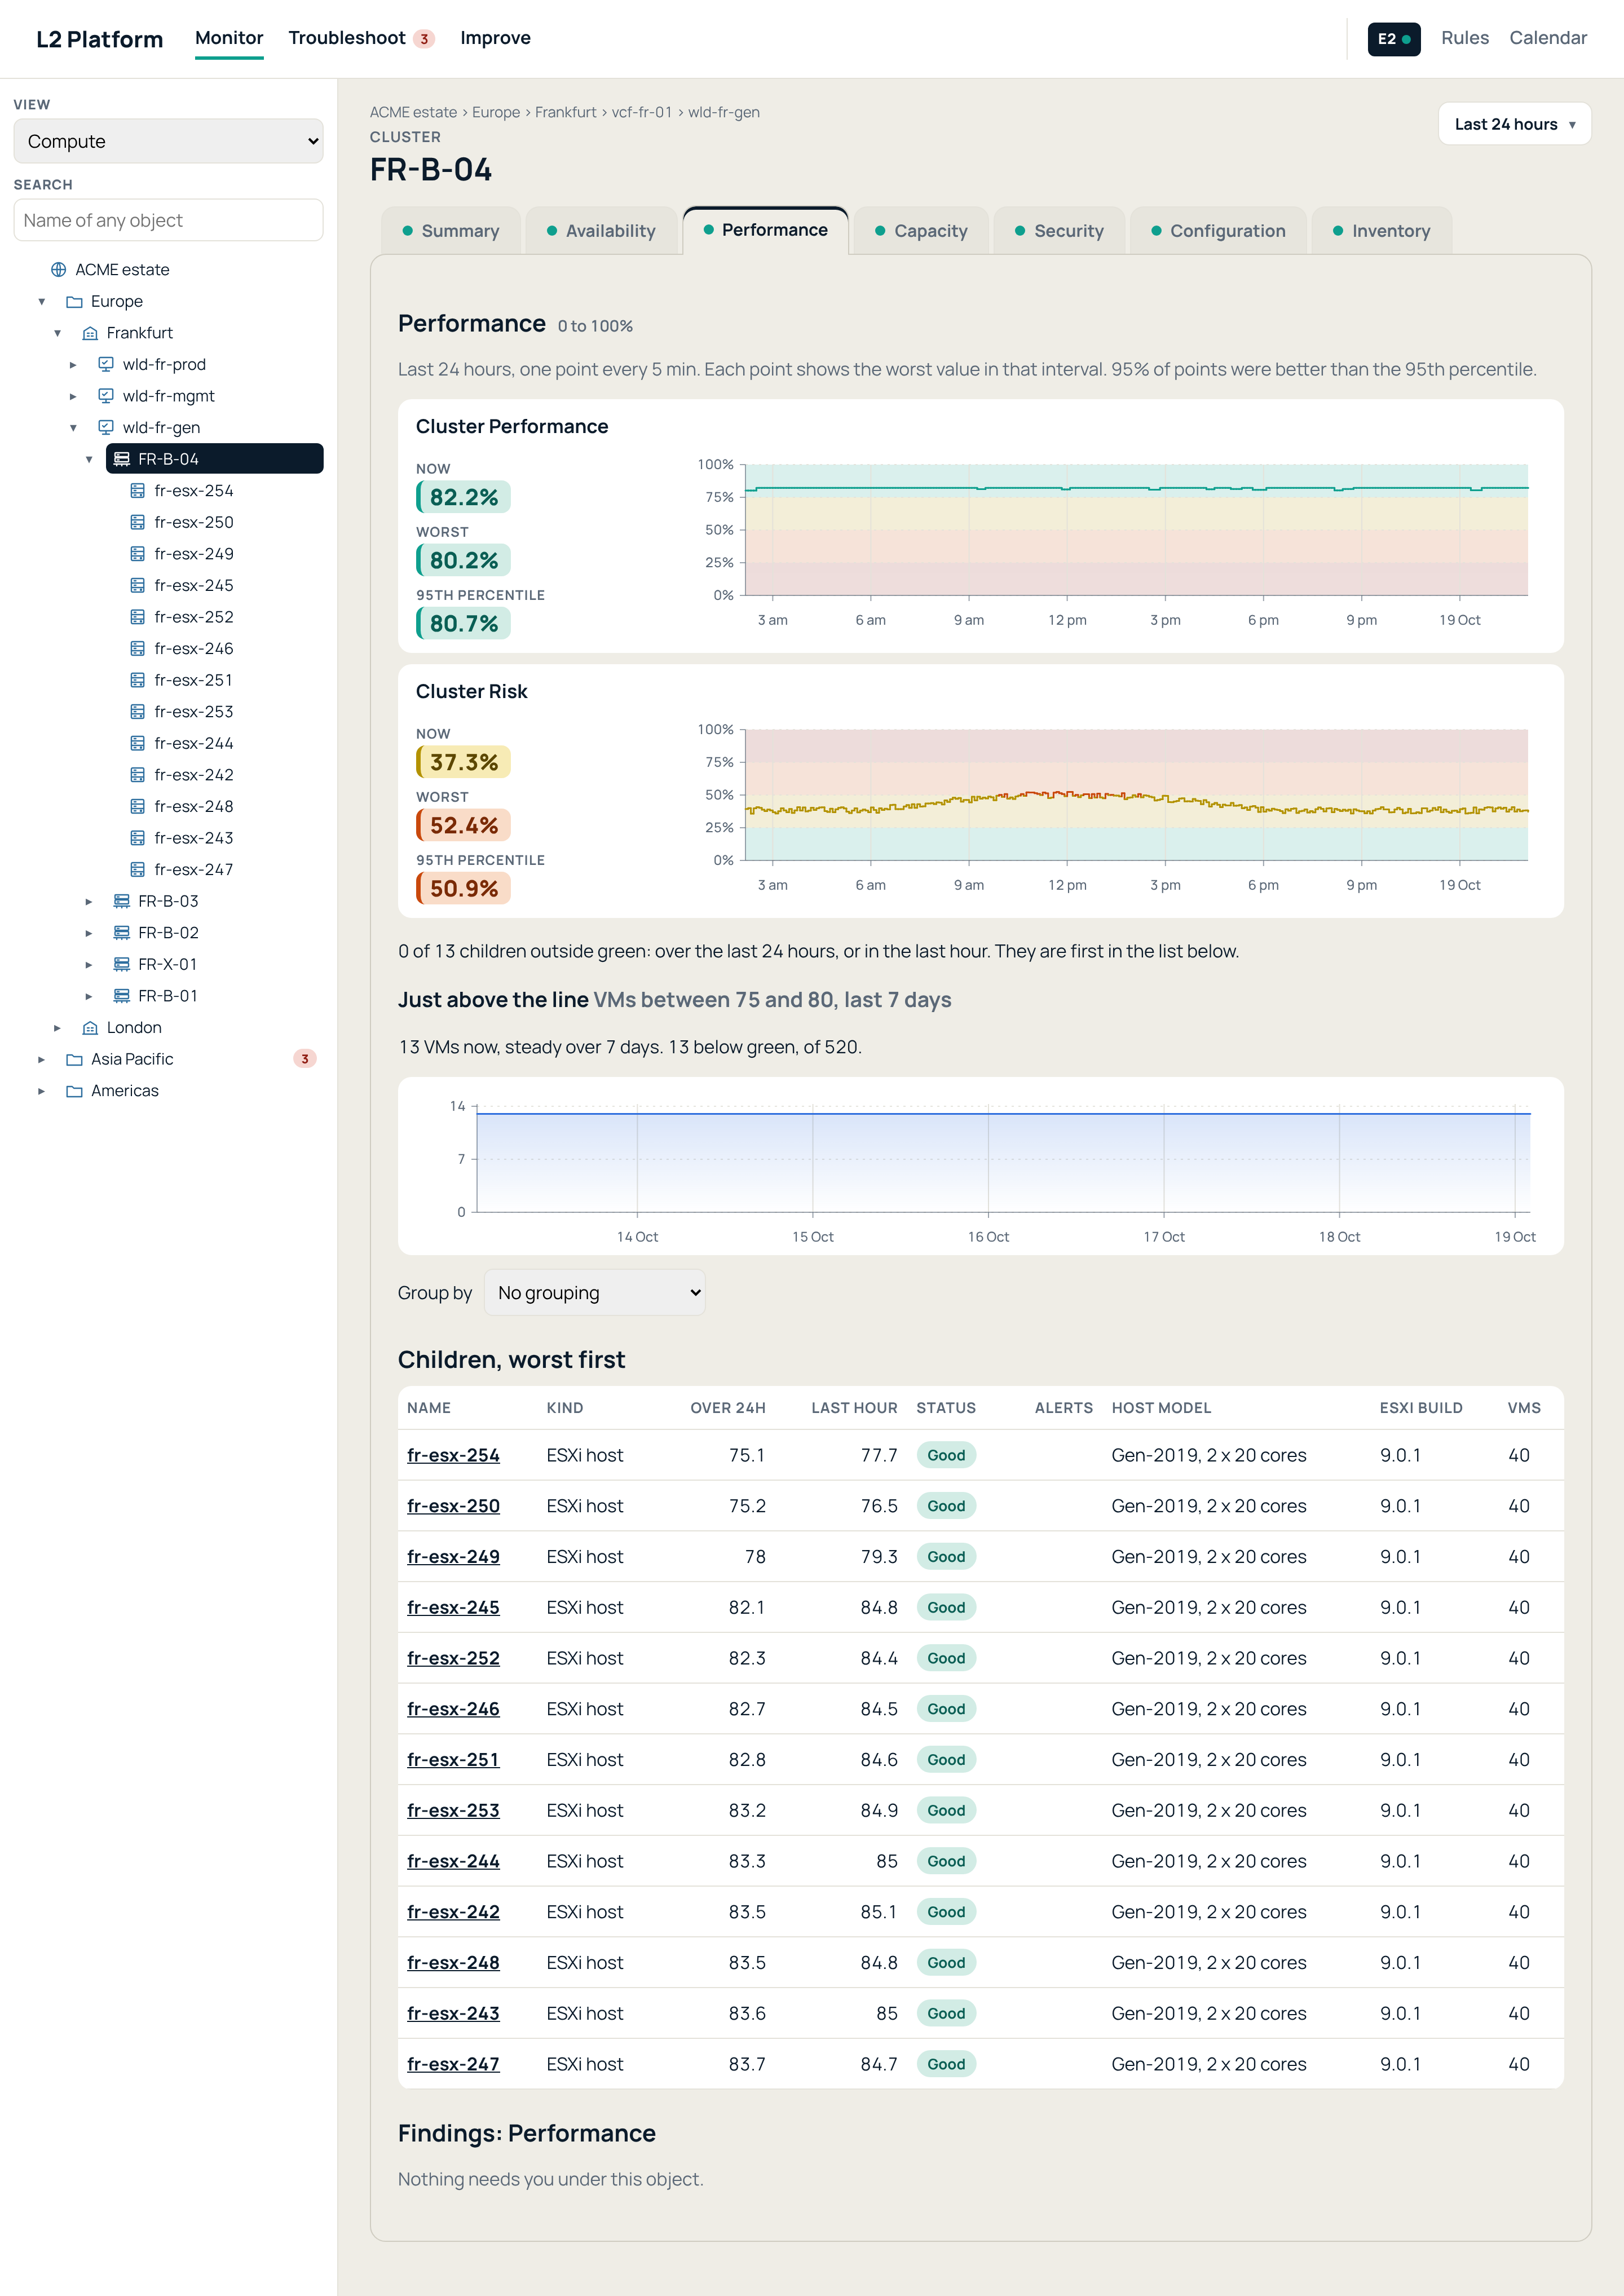 L2 Platform Monitor Troubleshoot 3 Improve E2 Rules Calendar
VIEW
Compute
SEARCH
Name of any object
ACME estate
Europe
Frankfurt
wld-fr-prod
wld-fr-mgmt
wld-fr-gen
FR-B-04
fr-esx-254
fr-esx-250
fr-esx-249
fr-esx-245
fr-esx-252
fr-esx-246
fr-esx-251
fr-esx-253
fr-esx-244
fr-esx-242
fr-esx-248
fr-esx-243
fr-esx-247
FR-B-03
FR-B-02
FR-X-01
FR-B-01
London
Asia Pacific 3
Americas
ACME estate › Europe › Frankfurt › vcf-fr-01 › wld-fr-gen
CLUSTER
FR-B-04
Last 24 hours
Summary Availability Performance Capacity Security Configuration Inventory
Performance 0 to 100%
Last 24 hours, one point every 5 min. Each point shows the worst value in that interval. 95% of points were better than the 95th percentile.
Cluster Performance
NOW
82.2%
WORST
80.2%
95TH PERCENTILE
80.7%
100%
75%
50%
25%
0%
3 am 6 am 9 am 12 pm 3 pm 6 pm 9 pm 19 Oct
Cluster Risk
NOW
37.3%
WORST
52.4%
95TH PERCENTILE
50.9%
100%
75%
50%
25%
0%
3 am 6 am 9 am 12 pm 3 pm 6 pm 9 pm 19 Oct
0 of 13 children outside green: over the last 24 hours, or in the last hour. They are first in the list below.
Just above the line VMs between 75 and 80, last 7 days
13 VMs now, steady over 7 days. 13 below green, of 520.
14
7
0
14 Oct 15 Oct 16 Oct 17 Oct 18 Oct 19 Oct
Group by No grouping
Children, worst first
NAME KIND OVER 24H LAST HOUR STATUS ALERTS HOST MODEL ESXI BUILD VMS
fr-esx-254 ESXi host 75.1 77.7 Good Gen-2019, 2 x 20 cores 9.0.1 40
fr-esx-250 ESXi host 75.2 76.5 Good Gen-2019, 2 x 20 cores 9.0.1 40
fr-esx-249 ESXi host 78 79.3 Good Gen-2019, 2 x 20 cores 9.0.1 40
fr-esx-245 ESXi host 82.1 84.8 Good Gen-2019, 2 x 20 cores 9.0.1 40
fr-esx-252 ESXi host 82.3 84.4 Good Gen-2019, 2 x 20 cores 9.0.1 40
fr-esx-246 ESXi host 82.7 84.5 Good Gen-2019, 2 x 20 cores 9.0.1 40
fr-esx-251 ESXi host 82.8 84.6 Good Gen-2019, 2 x 20 cores 9.0.1 40
fr-esx-253 ESXi host 83.2 84.9 Good Gen-2019, 2 x 20 cores 9.0.1 40
fr-esx-244 ESXi host 83.3 85 Good Gen-2019, 2 x 20 cores 9.0.1 40
fr-esx-242 ESXi host 83.5 85.1 Good Gen-2019, 2 x 20 cores 9.0.1 40
fr-esx-248 ESXi host 83.5 84.8 Good Gen-2019, 2 x 20 cores 9.0.1 40
fr-esx-243 ESXi host 83.6 85 Good Gen-2019, 2 x 20 cores 9.0.1 40
fr-esx-247 ESXi host 83.7 84.7 Good Gen-2019, 2 x 20 cores 9.0.1 40
Findings: Performance
Nothing needs you under this object.